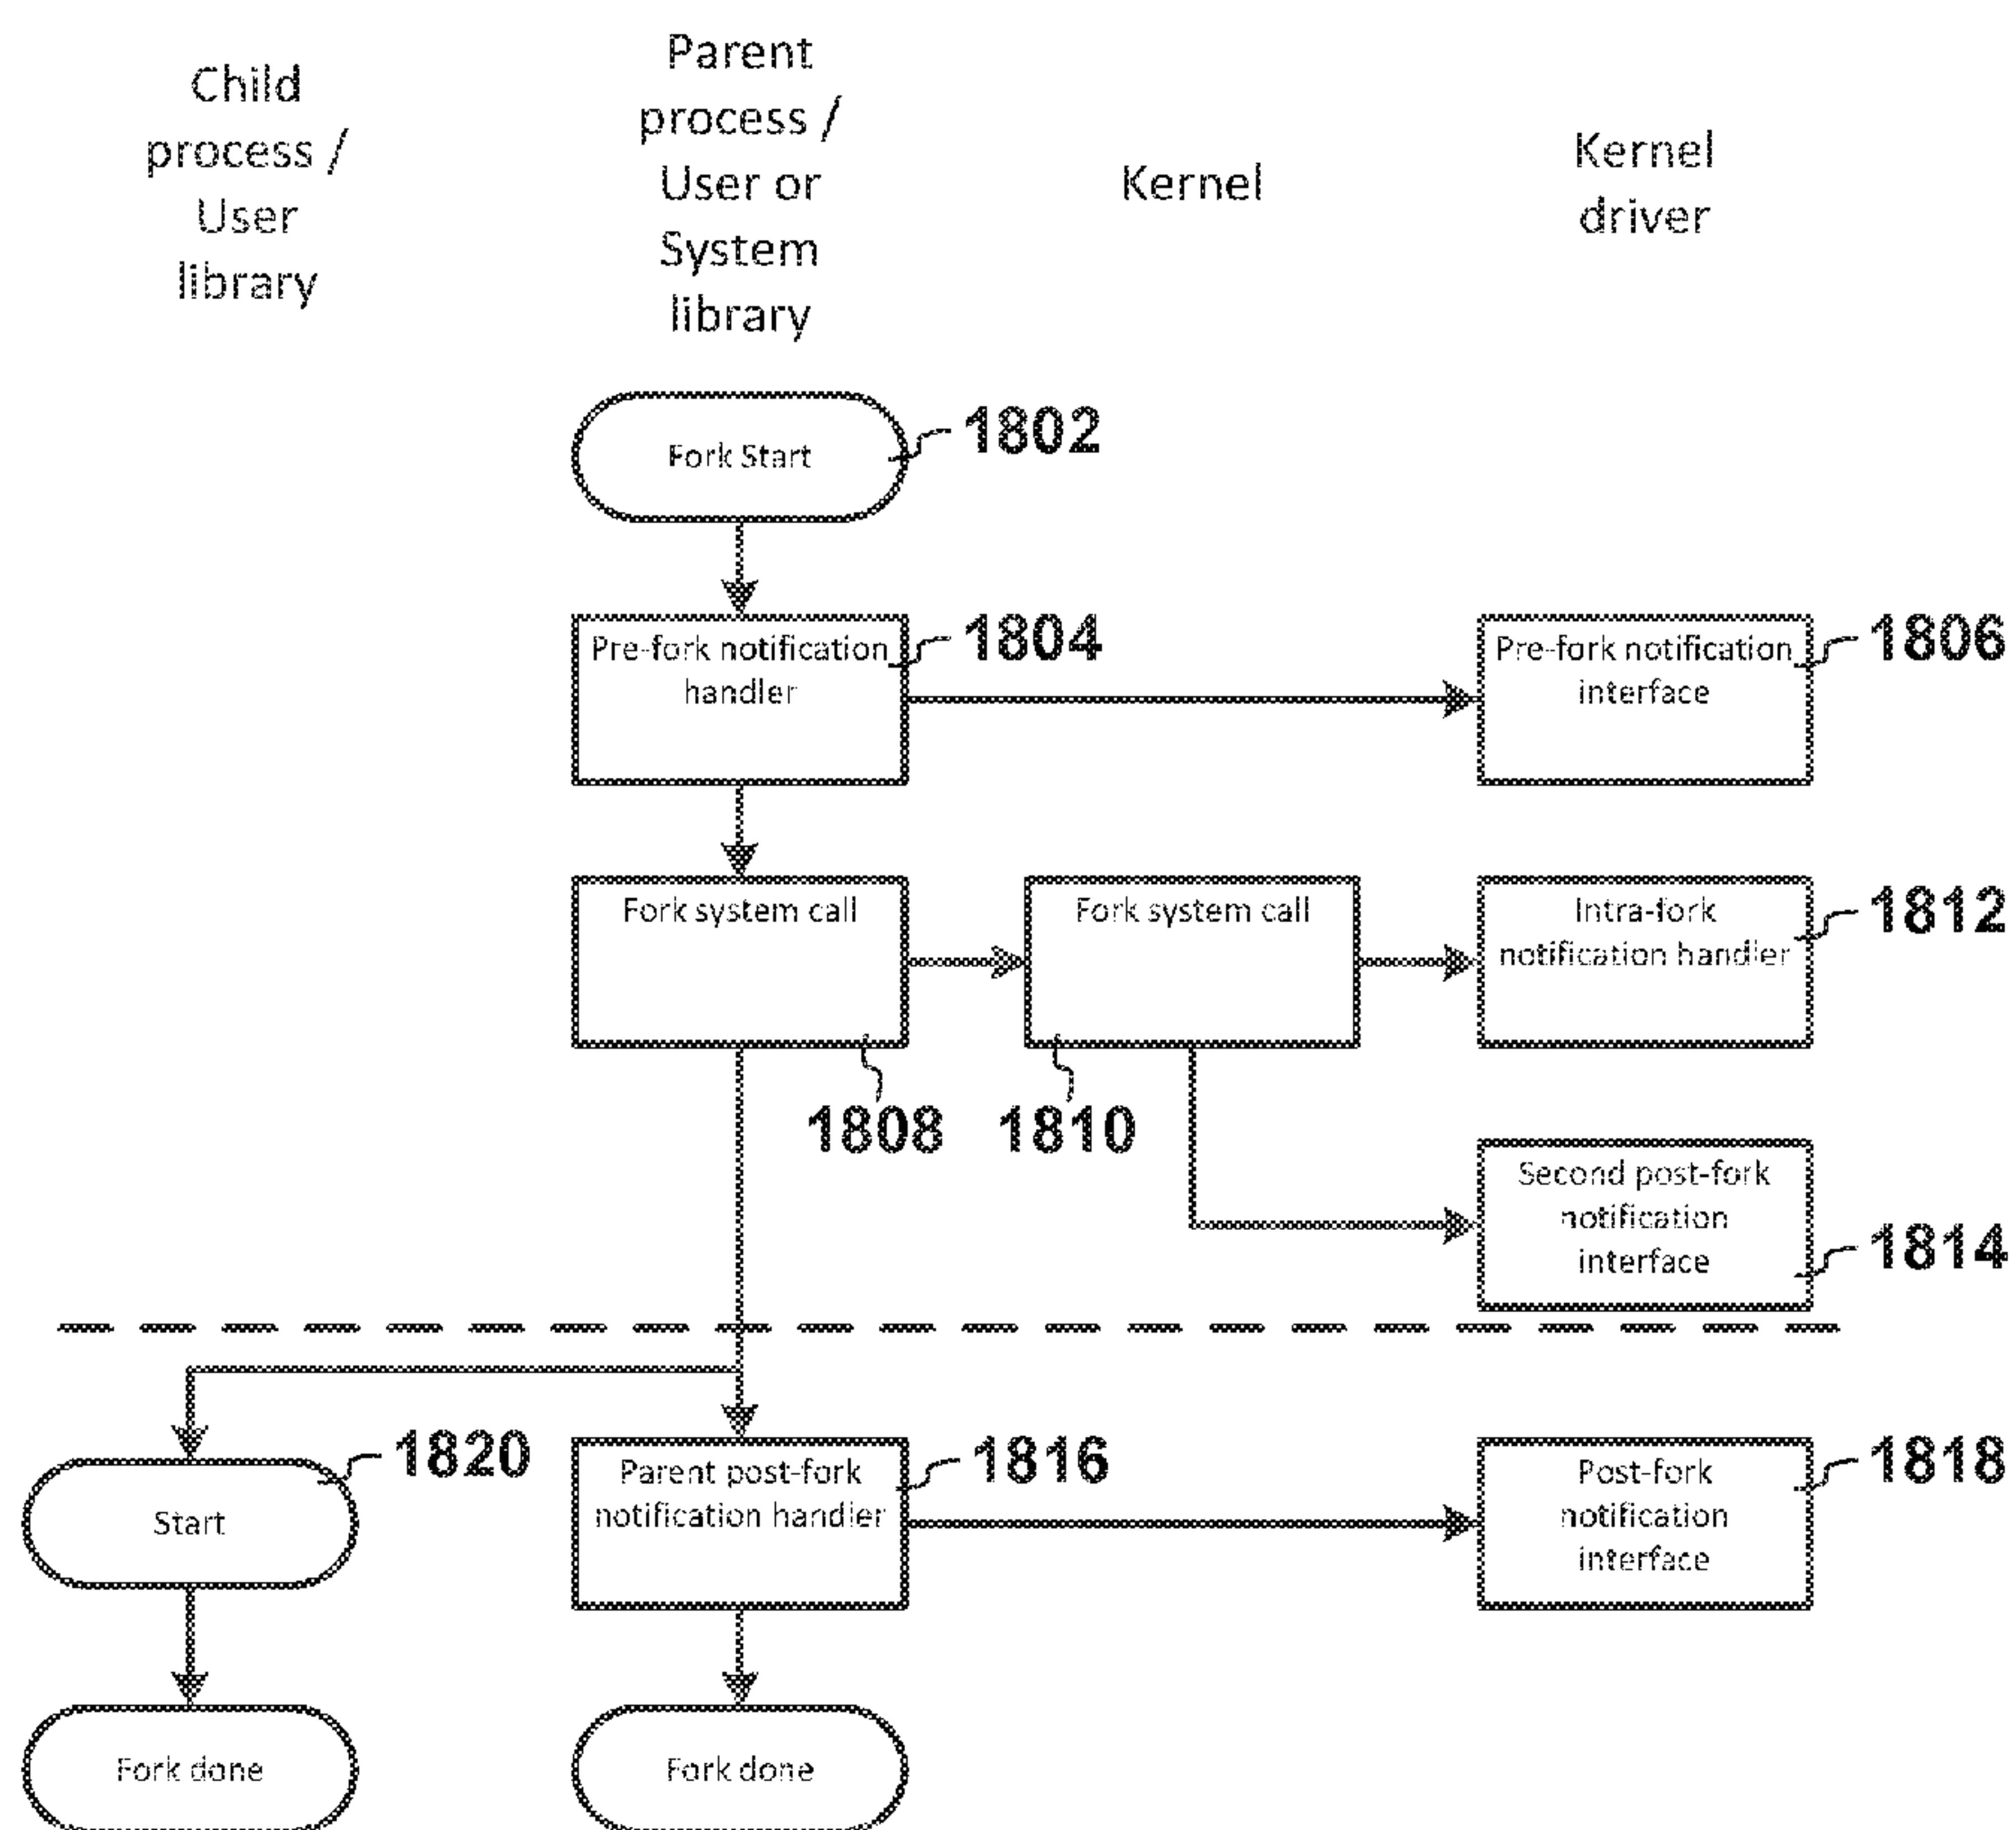 Child
process /
User
library
Parent
process /
User or
System
library
Kernel
Kernel
driver
Fork Start
1802
Pre-fork notification
handler
1804
Pre-fork notification
interface
1806
Fork system call
1808
Fork system call
1810
Intra-fork
notification handler
1812
Second post-fork
notification
interface
1814
Start
1820
Parent post-fork
notification handler
1816
Post-fork
notification
interface
1818
Fork done
Fork done